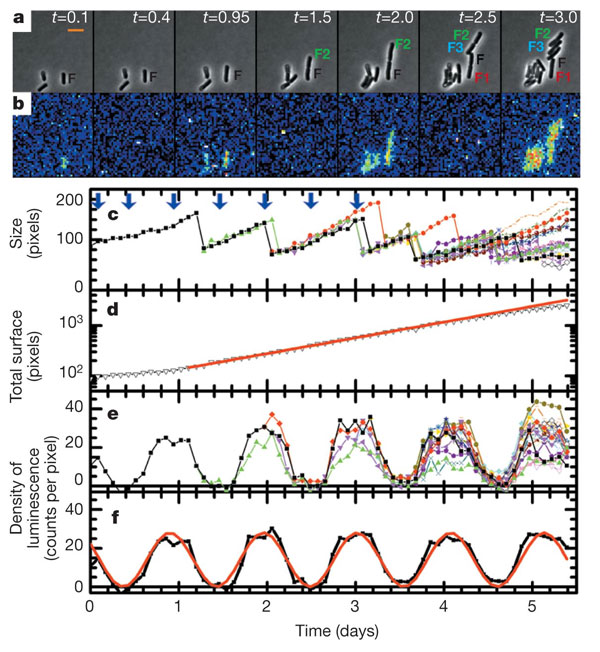 a
t=0.1
t=0.4
t=0.95
t=1.5
t=2.0
t=2.5
t=3.0
F
F
F
F2
F
F2
F
F2
F3
F
F1
F2
F3
F
F1
b
Size
(pixels)
200
100
0
c
Total surface
(pixels)
10³
10²
d
Density of
luminescence
(counts per pixel)
40
20
0
e
40
20
0
f
0 1 2 3 4 5
Time (days)